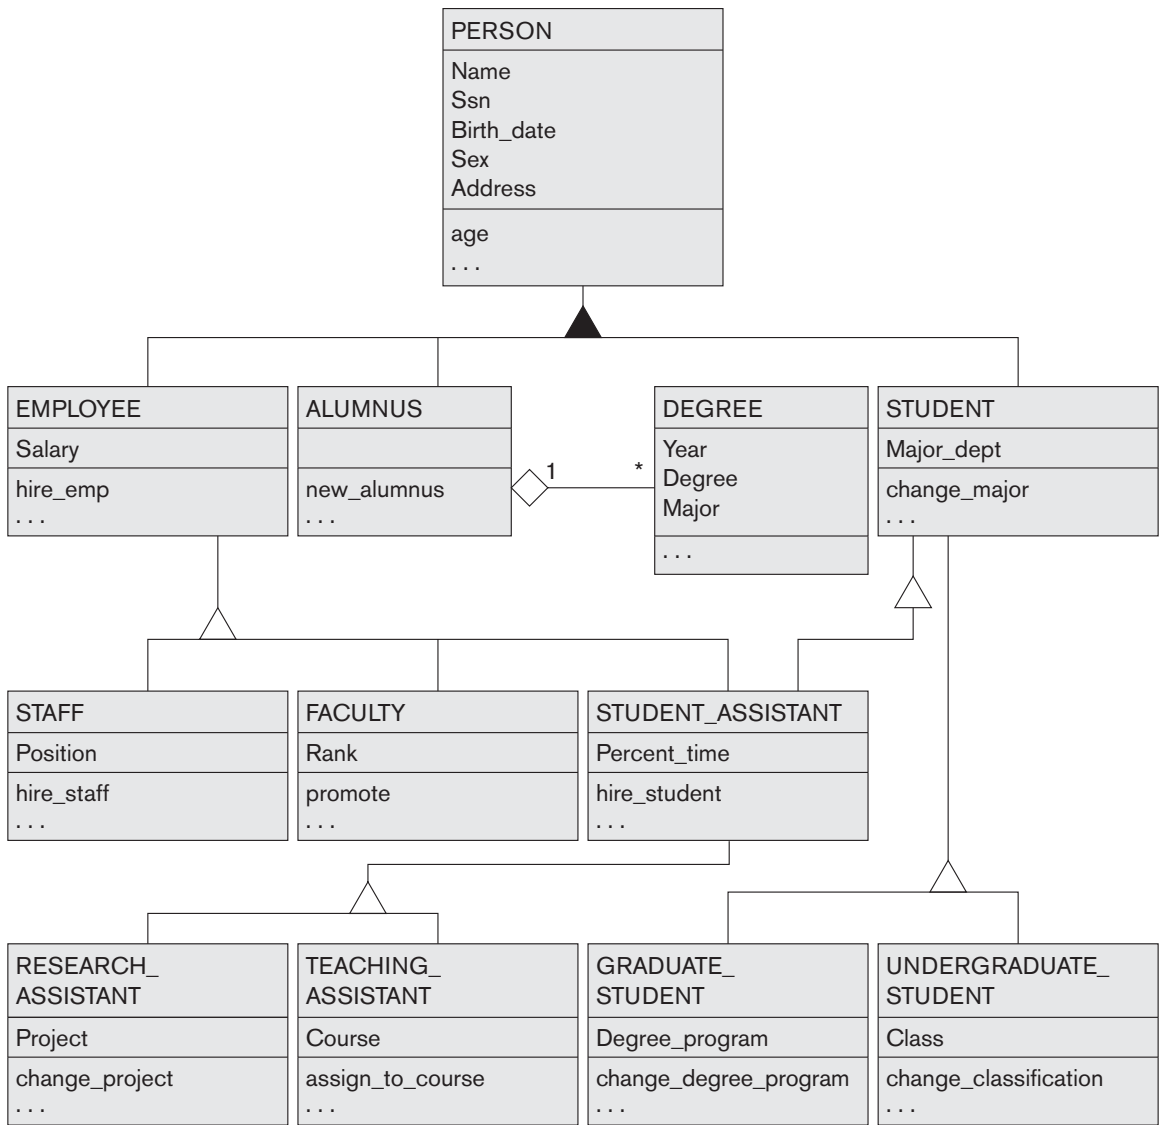 PERSON
Name
Ssn
Birth_date
Sex
Address
age
. . .
EMPLOYEE
Salary
hire_emp
. . .
ALUMNUS
new_alumnus
. . .
1
*
DEGREE
Year
Degree
Major
. . .
STUDENT
Major_dept
change_major
. . .
STAFF
Position
hire_staff
. . .
FACULTY
Rank
promote
. . .
STUDENT_ASSISTANT
Percent_time
hire_student
. . .
RESEARCH_
ASSISTANT
Project
change_project
. . .
TEACHING_
ASSISTANT
Course
assign_to_course
. . .
GRADUATE_
STUDENT
Degree_program
change_degree_program
. . .
UNDERGRADUATE_
STUDENT
Class
change_classification
. . .